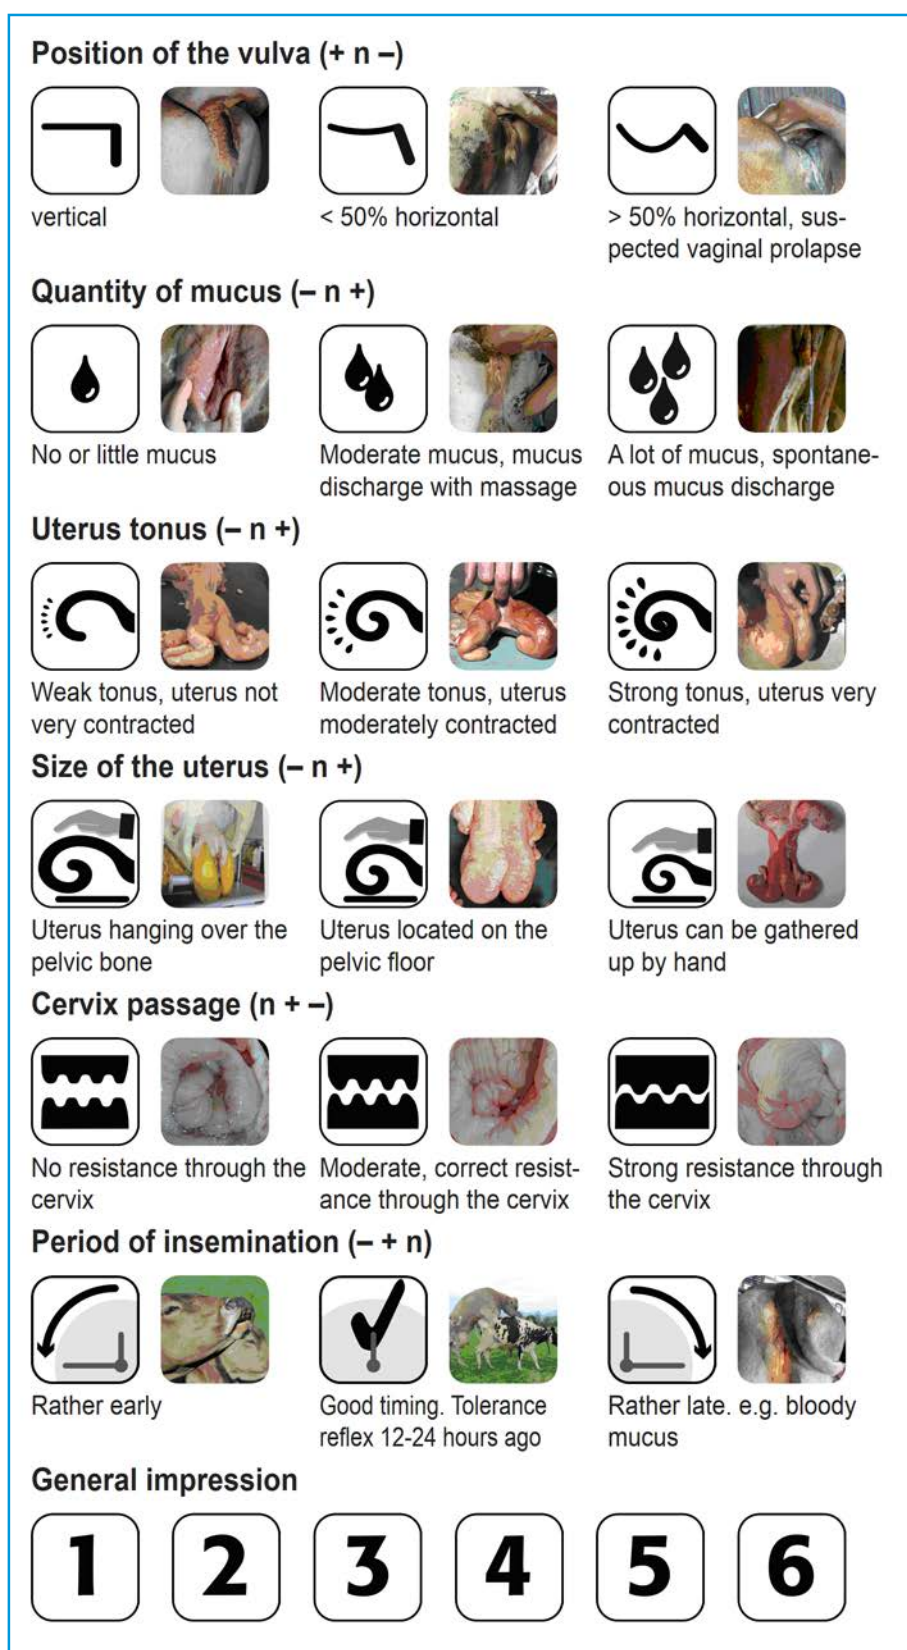 Position of the vulva (+ n –)
vertical
< 50% horizontal
> 50% horizontal, sus-
pected vaginal prolapse
Quantity of mucus (– n +)
No or little mucus
Moderate mucus, mucus
discharge with massage
A lot of mucus, spontane-
ous mucus discharge
Uterus tonus (– n +)
Weak tonus, uterus not
very contracted
Moderate tonus, uterus
moderately contracted
Strong tonus, uterus very
contracted
Size of the uterus (– n +)
Uterus hanging over the
pelvic bone
Uterus located on the
pelvic floor
Uterus can be gathered
up by hand
Cervix passage (n + –)
No resistance through the
cervix
Moderate, correct resist-
ance through the cervix
Strong resistance through
the cervix
Period of insemination (– + n)
Rather early
Good timing. Tolerance
reflex 12-24 hours ago
Rather late. e.g. bloody
mucus
General impression
1 2 3 4 5 6